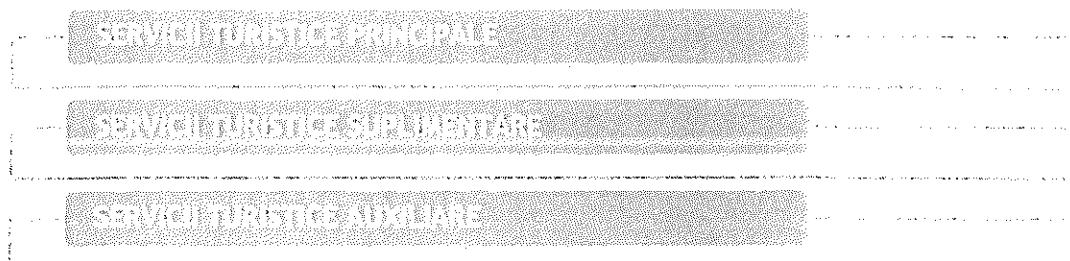 SERVICII TURISTICE PRINCIPALE
SERVICII TURISTICE SUPLIMENTARE
SERVICII TURISTICE AUXILIARE